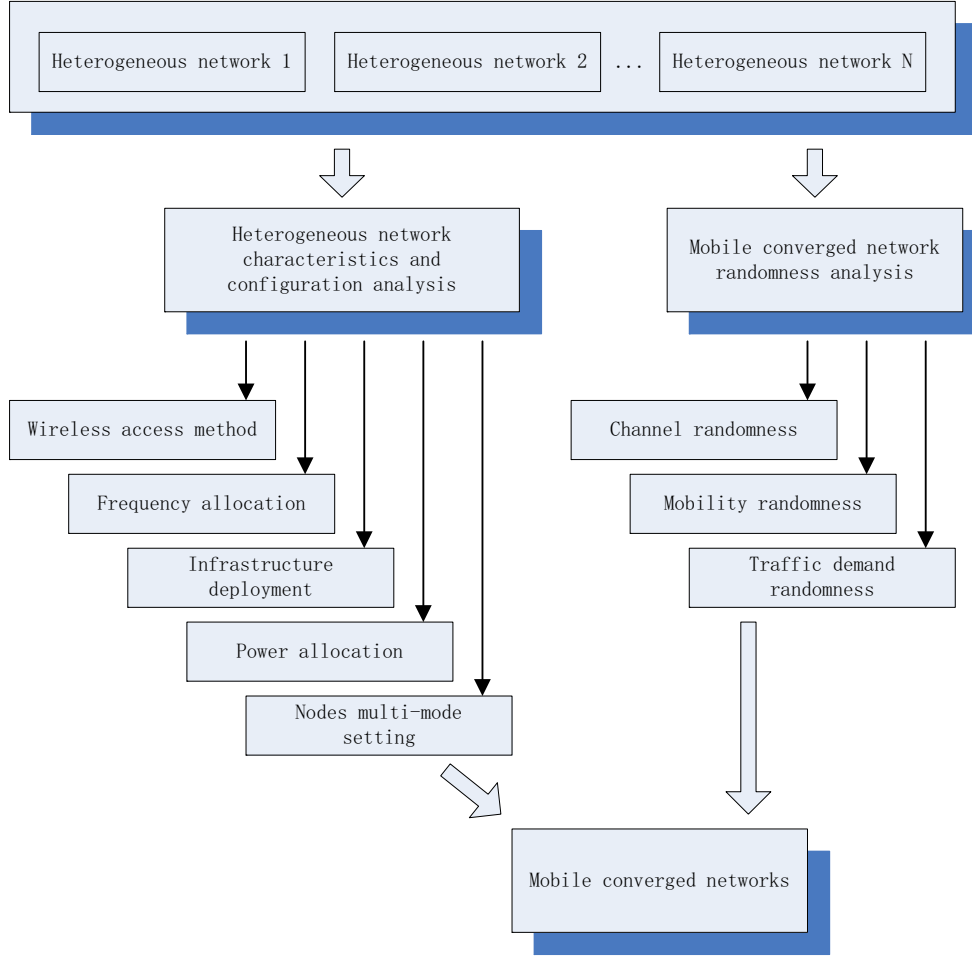 Heterogeneous network 1
Heterogeneous network 2
...
Heterogeneous network N
Heterogeneous network
characteristics and
configuration analysis
Mobile converged network
randomness analysis
Wireless access method
Frequency allocation
Infrastructure
deployment
Power allocation
Nodes multi-mode
setting
Channel randomness
Mobility randomness
Traffic demand
randomness
Mobile converged networks